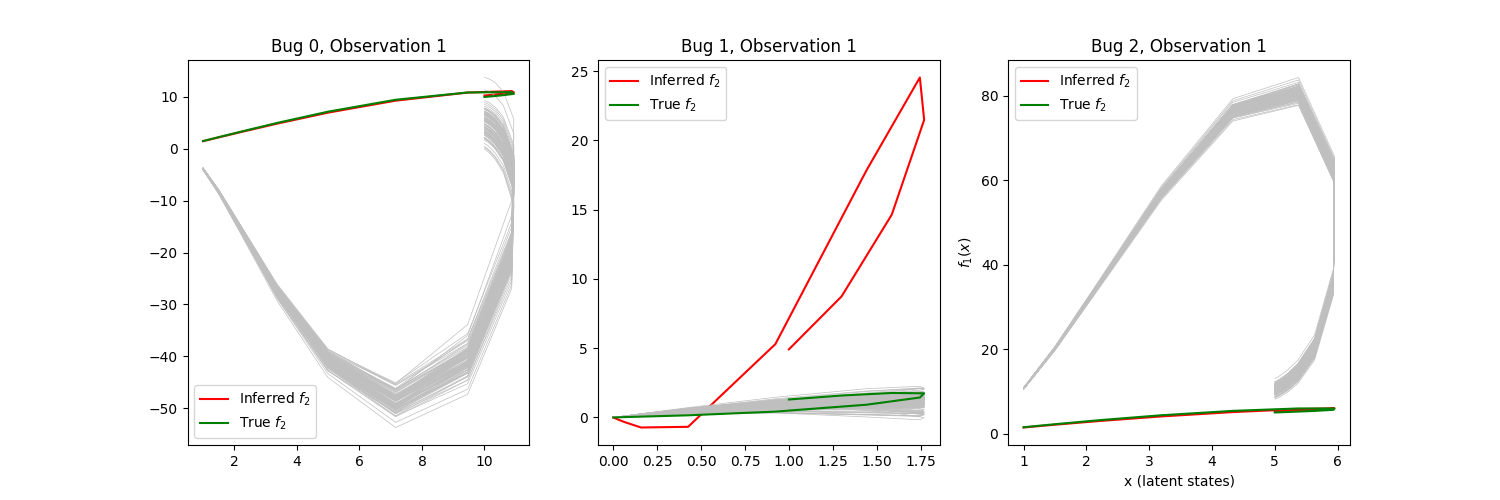 Bug 0, Observation 1
10
0
−10
−20
−30
−40
−50
Inferred f₂
True f₂
2 4 6 8 10
Bug 1, Observation 1
25
20
15
10
5
0
Inferred f₂
True f₂
0.00 0.25 0.50 0.75 1.00 1.25 1.50 1.75
Bug 2, Observation 1
80
60
40
20
0
f₁(x)
Inferred f₂
True f₂
1 2 3 4 5 6
x (latent states)